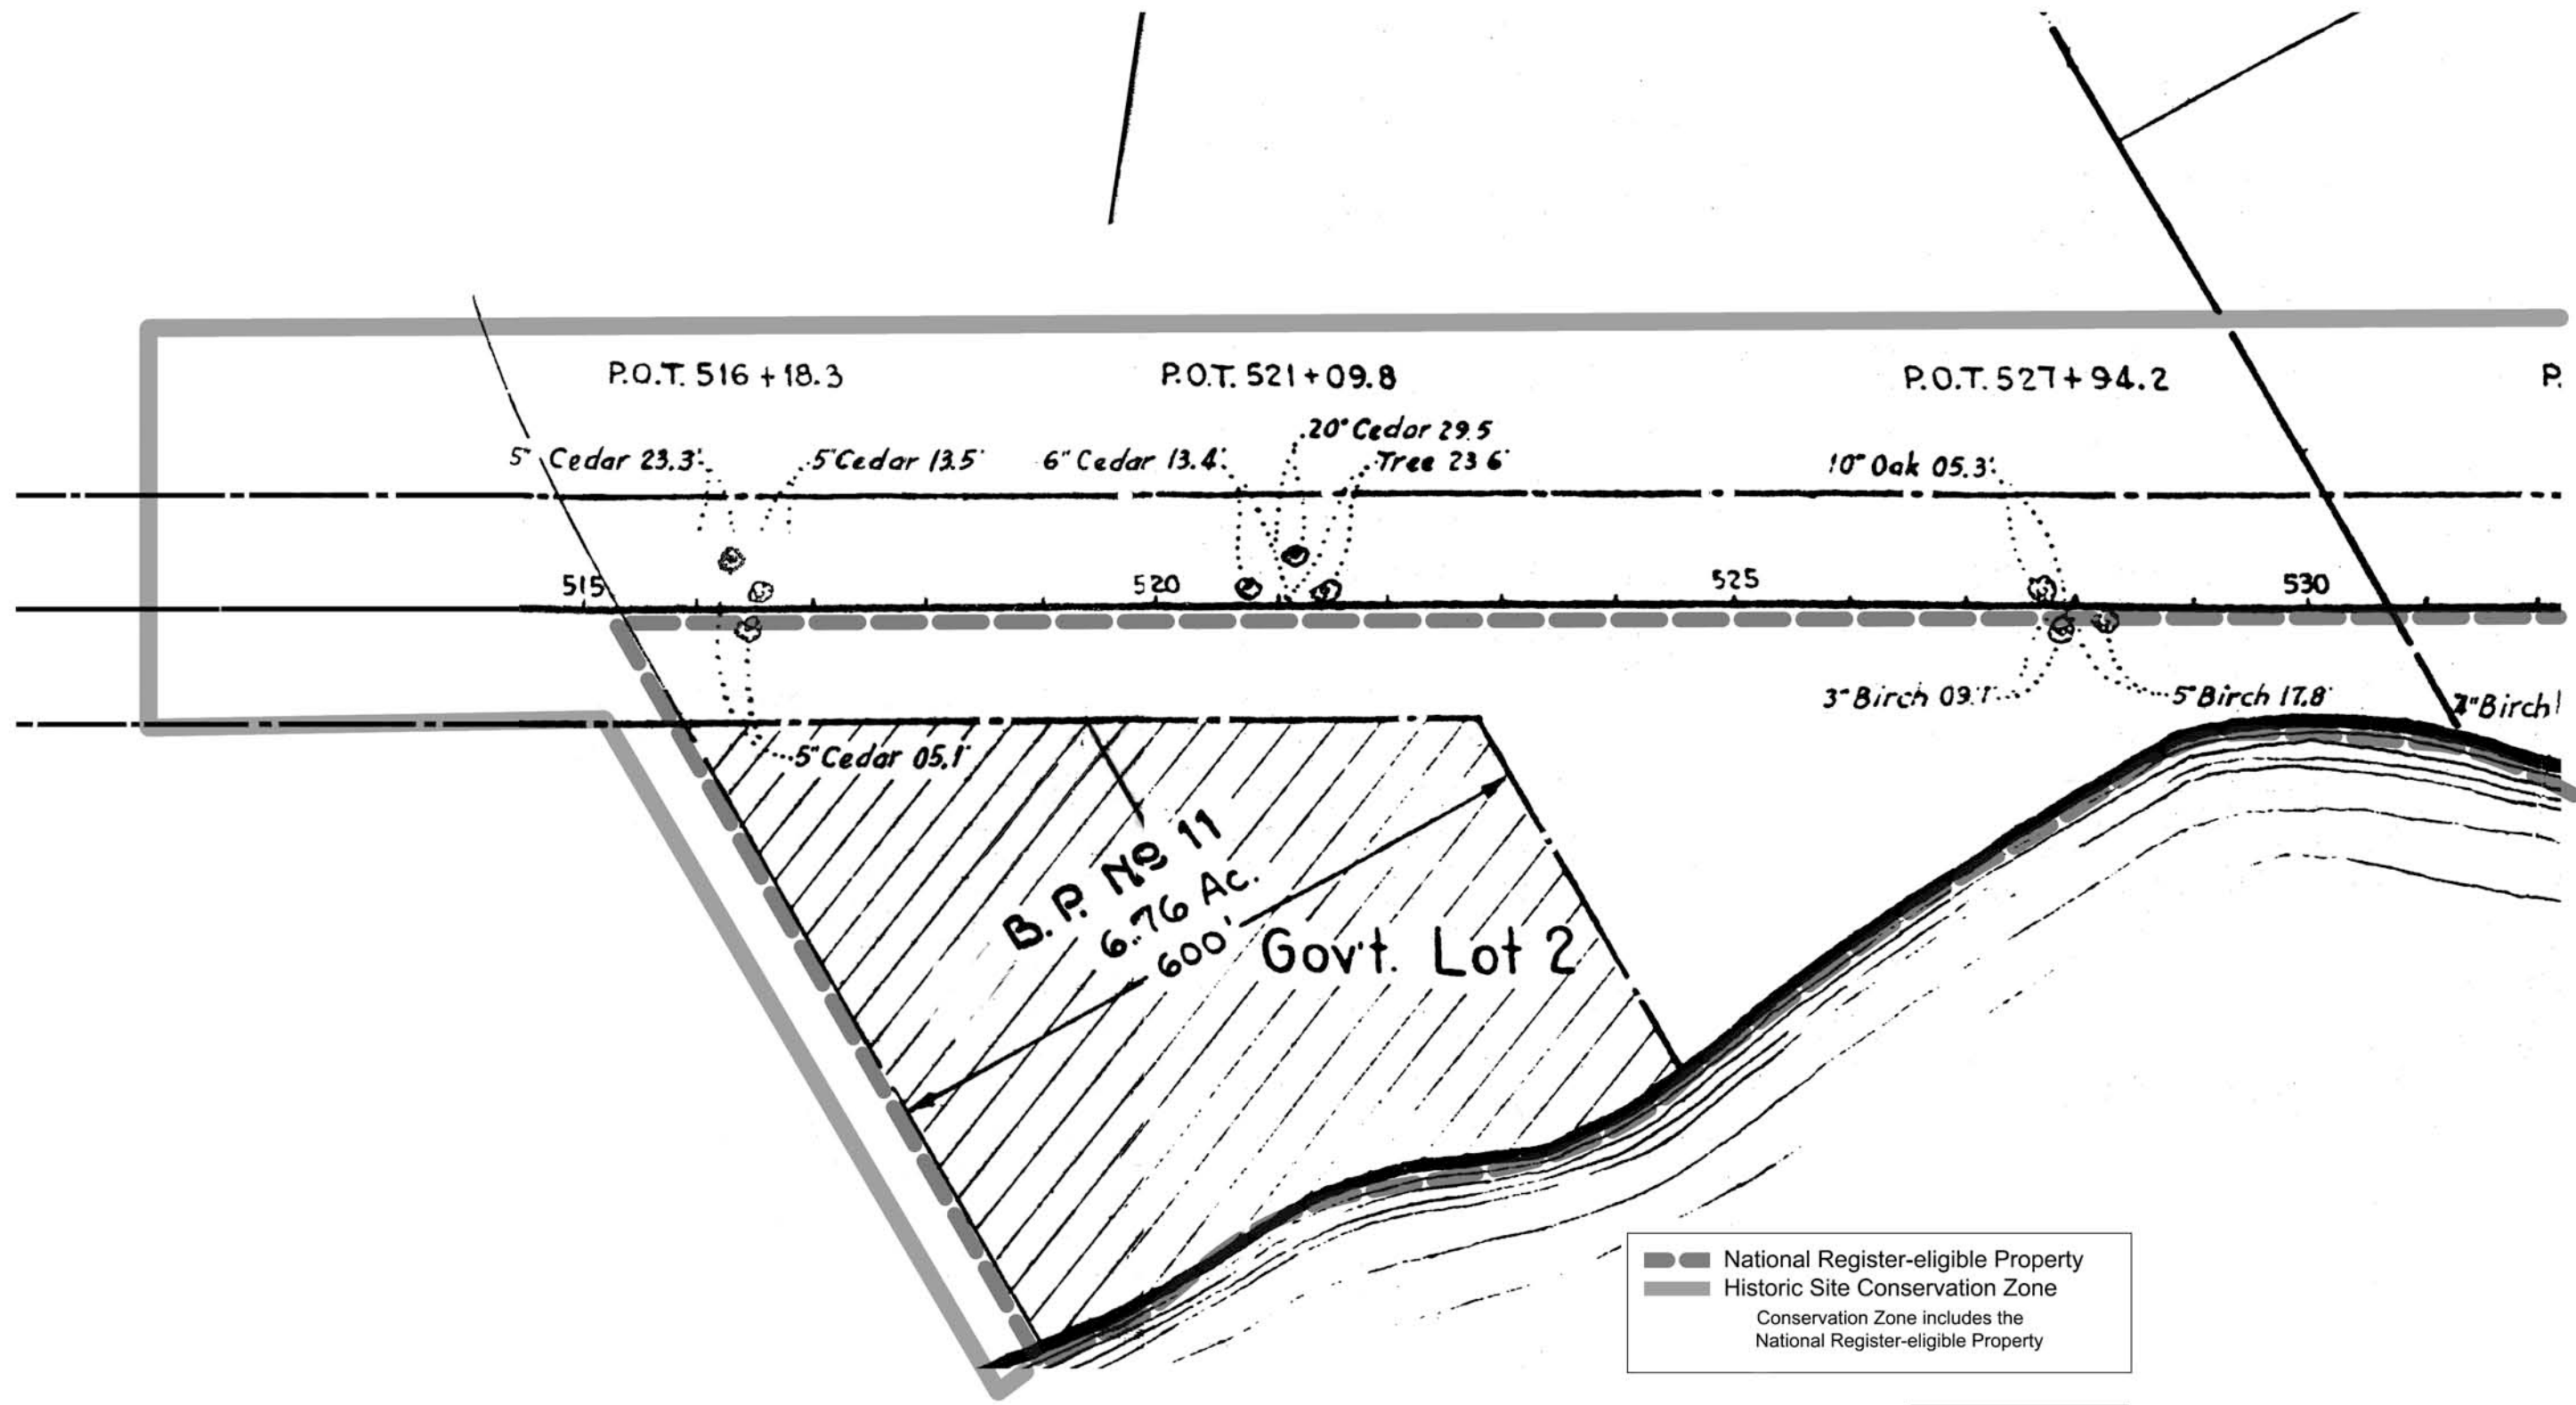 P.O.T. 516 + 18.3
P.O.T. 521 + 09.8
P.O.T. 527 + 94.2
P.
20" Cedar 29.5
5" Cedar 23.3'
5" Cedar 13.5'
6" Cedar 13.4'
Tree 23 6'
10" Oak 05.3'
515
520
525
530
3" Birch 09.1'
5" Birch 17.8'
Birch
5" Cedar 05.1'
B. P. No 11
6.76 Ac.
600'
Gov't. Lot 2
National Register-eligible Property
Historic Site Conservation Zone
Conservation Zone includes the
National Register-eligible Property